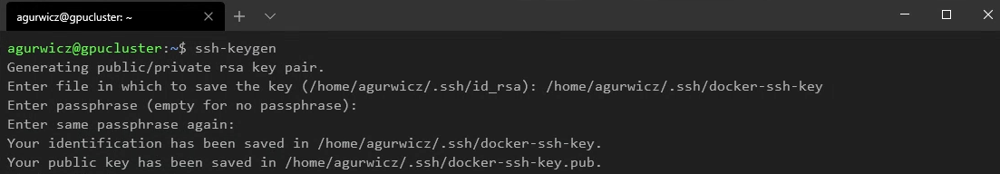 agurwicz@gpucluster: ~
agurwicz@gpucluster:~$ ssh-keygen
Generating public/private rsa key pair.
Enter file in which to save the key (/home/agurwicz/.ssh/id_rsa): /home/agurwicz/.ssh/docker-ssh-key
Enter passphrase (empty for no passphrase):
Enter same passphrase again:
Your identification has been saved in /home/agurwicz/.ssh/docker-ssh-key.
Your public key has been saved in /home/agurwicz/.ssh/docker-ssh-key.pub.